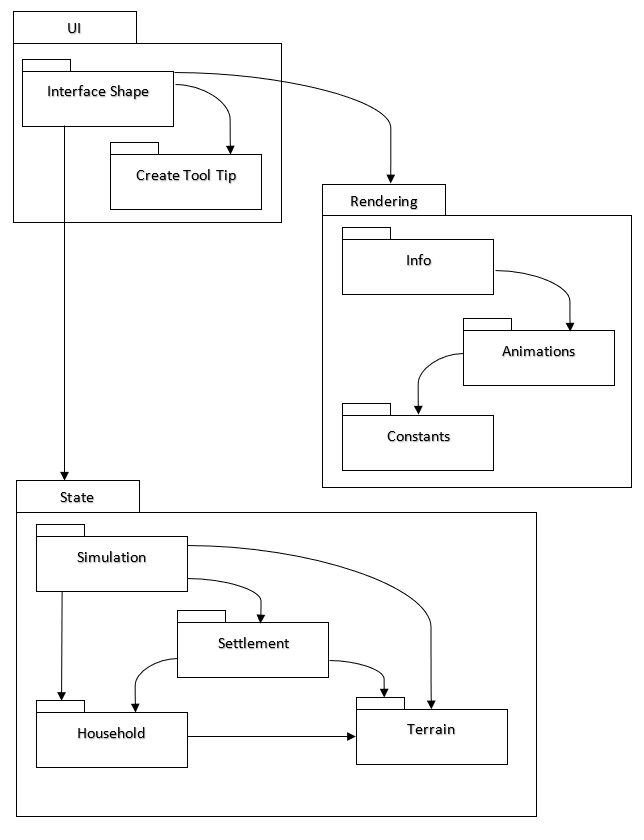 UI
Interface Shape
Create Tool Tip
Rendering
Info
Animations
Constants
State
Simulation
Settlement
Household
Terrain